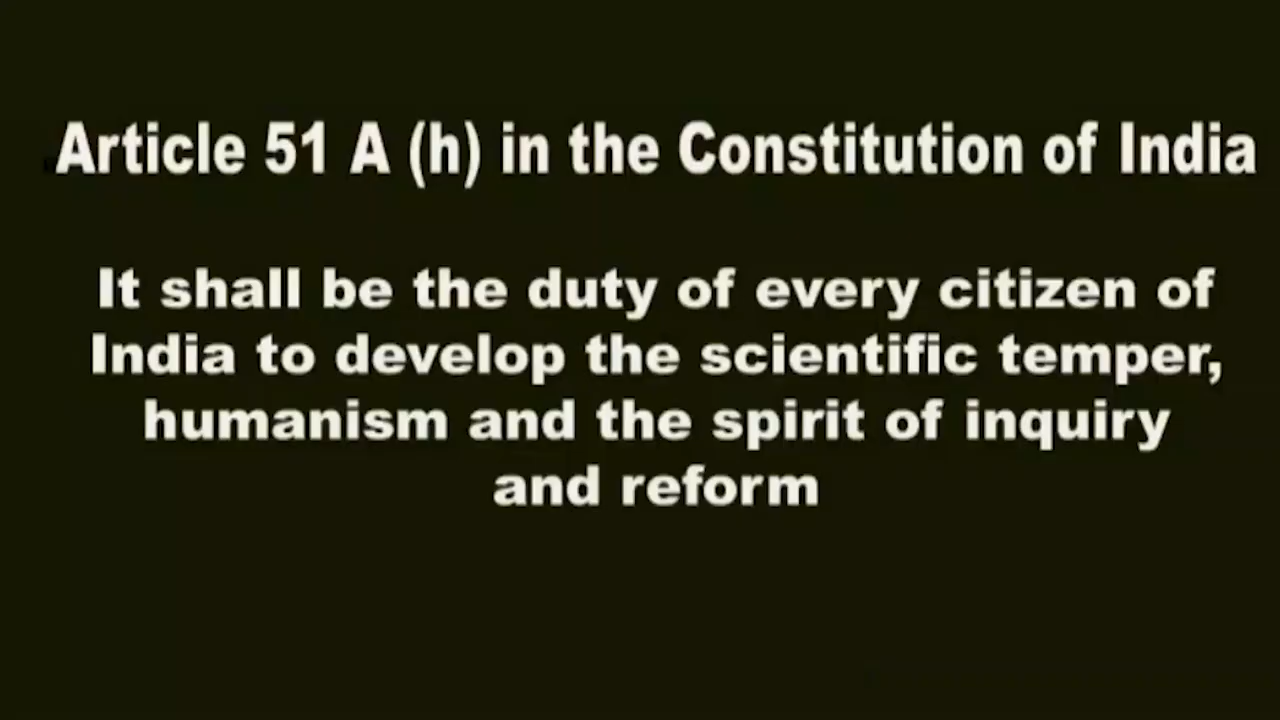 Article 51 A (h) in the Constitution of India
It shall be the duty of every citizen of
India to develop the scientific temper,
humanism and the spirit of inquiry
and reform